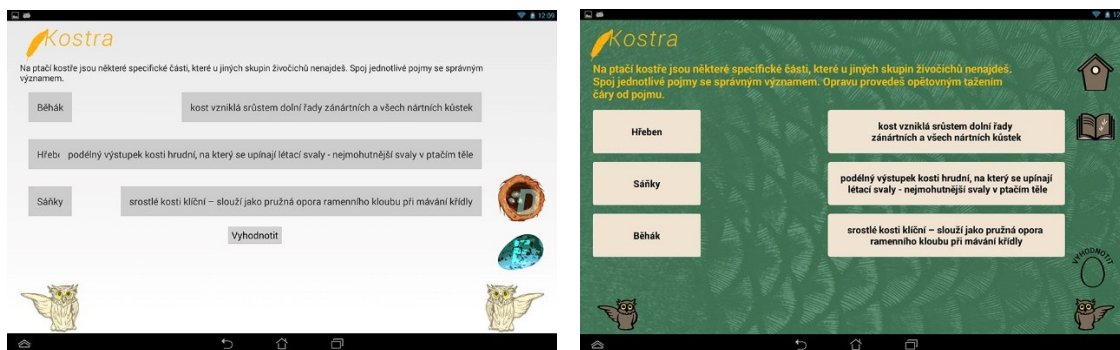 12:09
Kostra
Na ptačí kostře jsou některé specifické části, které u jiných skupin živočichů nenajdeš. Spoj jednotlivé pojmy se správným
významem.
Běhák
kost vzniklá srůstem dolní řady zánártních a všech nártních kůstek
Hřebe
podélný výstupek kosti hrudní, na který se upínají létací svaly - nejmohutnější svaly v ptačím těle
Sáňky
srostlé kosti klíční – slouží jako pružná opora ramenního kloubu při mávání křídly
Vyhodnotit
D
12
Kostra
Na ptačí kostře jsou některé specifické části, které u jiných skupin živočichů nenajdeš.
Spoj jednotlivé pojmy se správným významem. Opravu provedeš opětovným tažením
čáry od pojmu.
Hřeben
kost vzniklá srůstem dolní řady
zánártních a všech nártních kůstek
Sáňky
podélný výstupek kosti hrudní, na který se upínají
létací svaly - nejmohutnější svaly v ptačím těle
Běhák
srostlé kosti klíční – slouží jako pružná opora
ramenního kloubu při mávání křídly
VYHODNOTIT